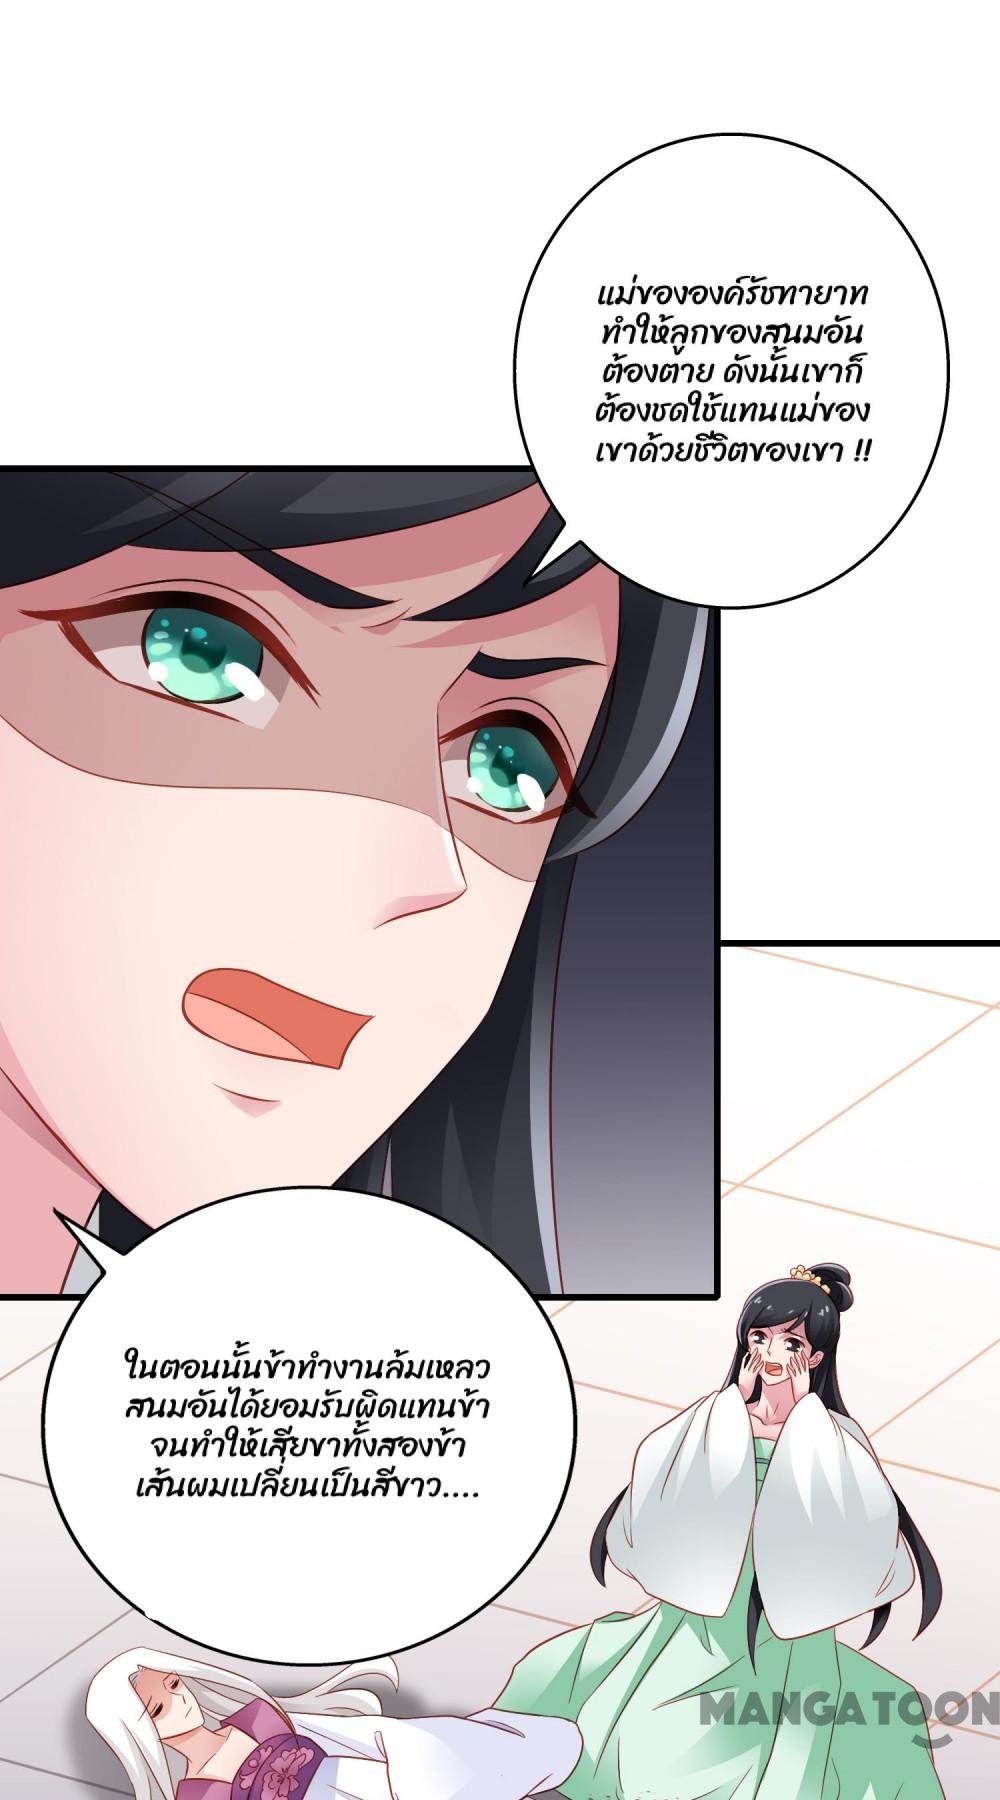 แม่ขององค์รัชทายาท
ทำให้ลูกของสนมอัน
ต้องตาย ดังนั้นเขาก็
ต้องชดใช้แทนแม่ของ
เขาด้วยชีวิตของเขา !!
ในตอนนั้นข้าทำงานล้มเหลว
สนมอันได้ยอมรับผิดแทนข้า
จนทำให้เสียขาทั้งสองข้า
เส้นผมเปลี่ยนเป็นสีขาว....
MANGATOON